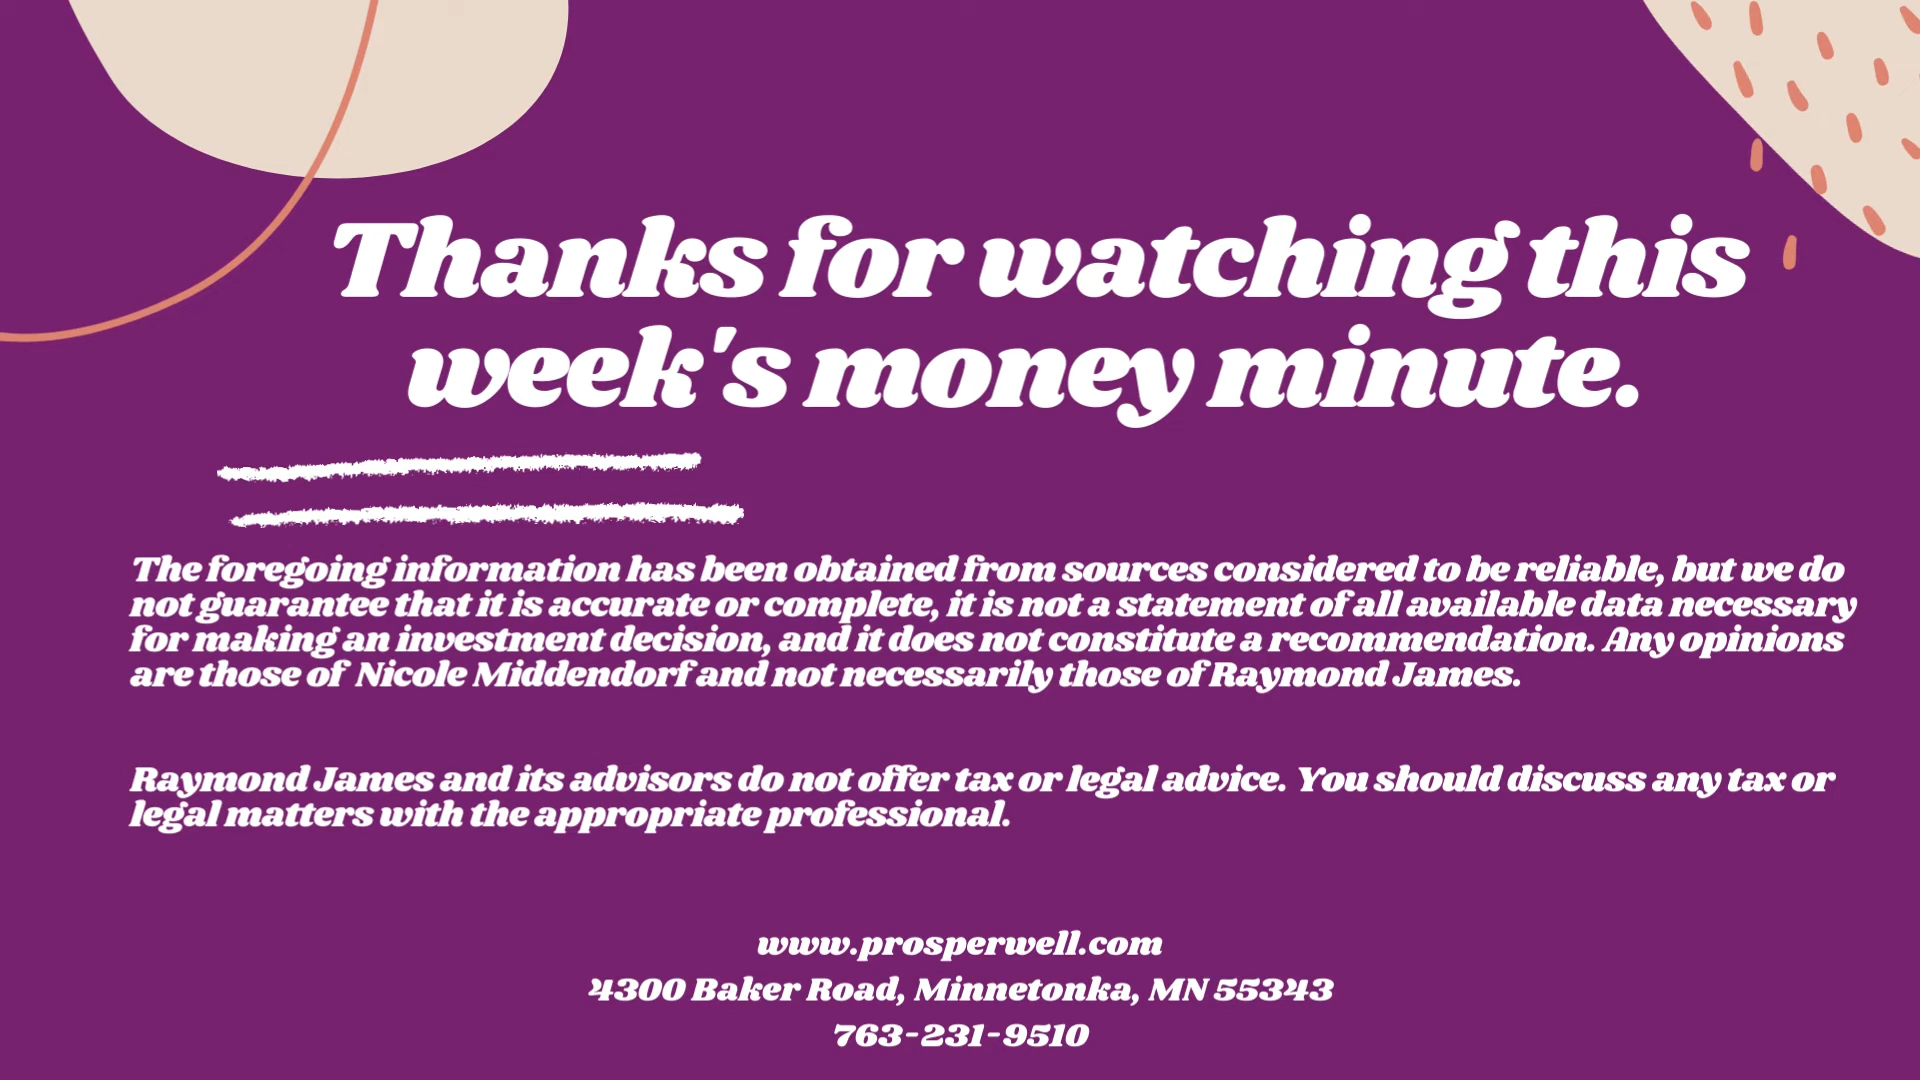 Thanks for watching this
week's money minute.
The foregoing information has been obtained from sources considered to be reliable, but we do
not guarantee that it is accurate or complete, it is not a statement of all available data necessary
for making an investment decision, and it does not constitute a recommendation. Any opinions
are those of Nicole Middendorf and not necessarily those of Raymond James.
Raymond James and its advisors do not offer tax or legal advice. You should discuss any tax or
legal matters with the appropriate professional.
www.prosperwell.com
4300 Baker Road, Minnetonka, MN 55343
763-231-9510